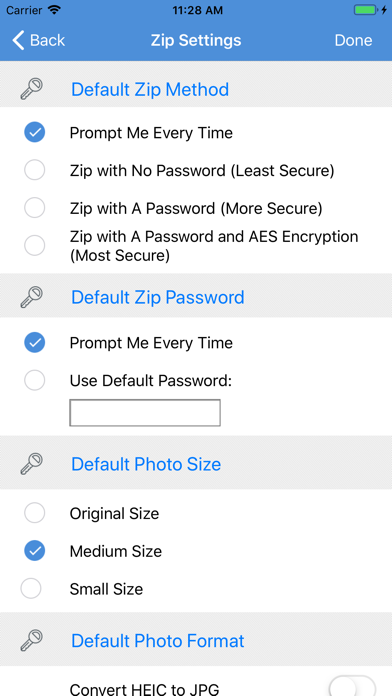 Carrier 11:28 AM
Back Zip Settings Done
Default Zip Method
Prompt Me Every Time
Zip with No Password (Least Secure)
Zip with A Password (More Secure)
Zip with A Password and AES Encryption
(Most Secure)
Default Zip Password
Prompt Me Every Time
Use Default Password:
Default Photo Size
Original Size
Medium Size
Small Size
Default Photo Format
Convert HEIC to JPG